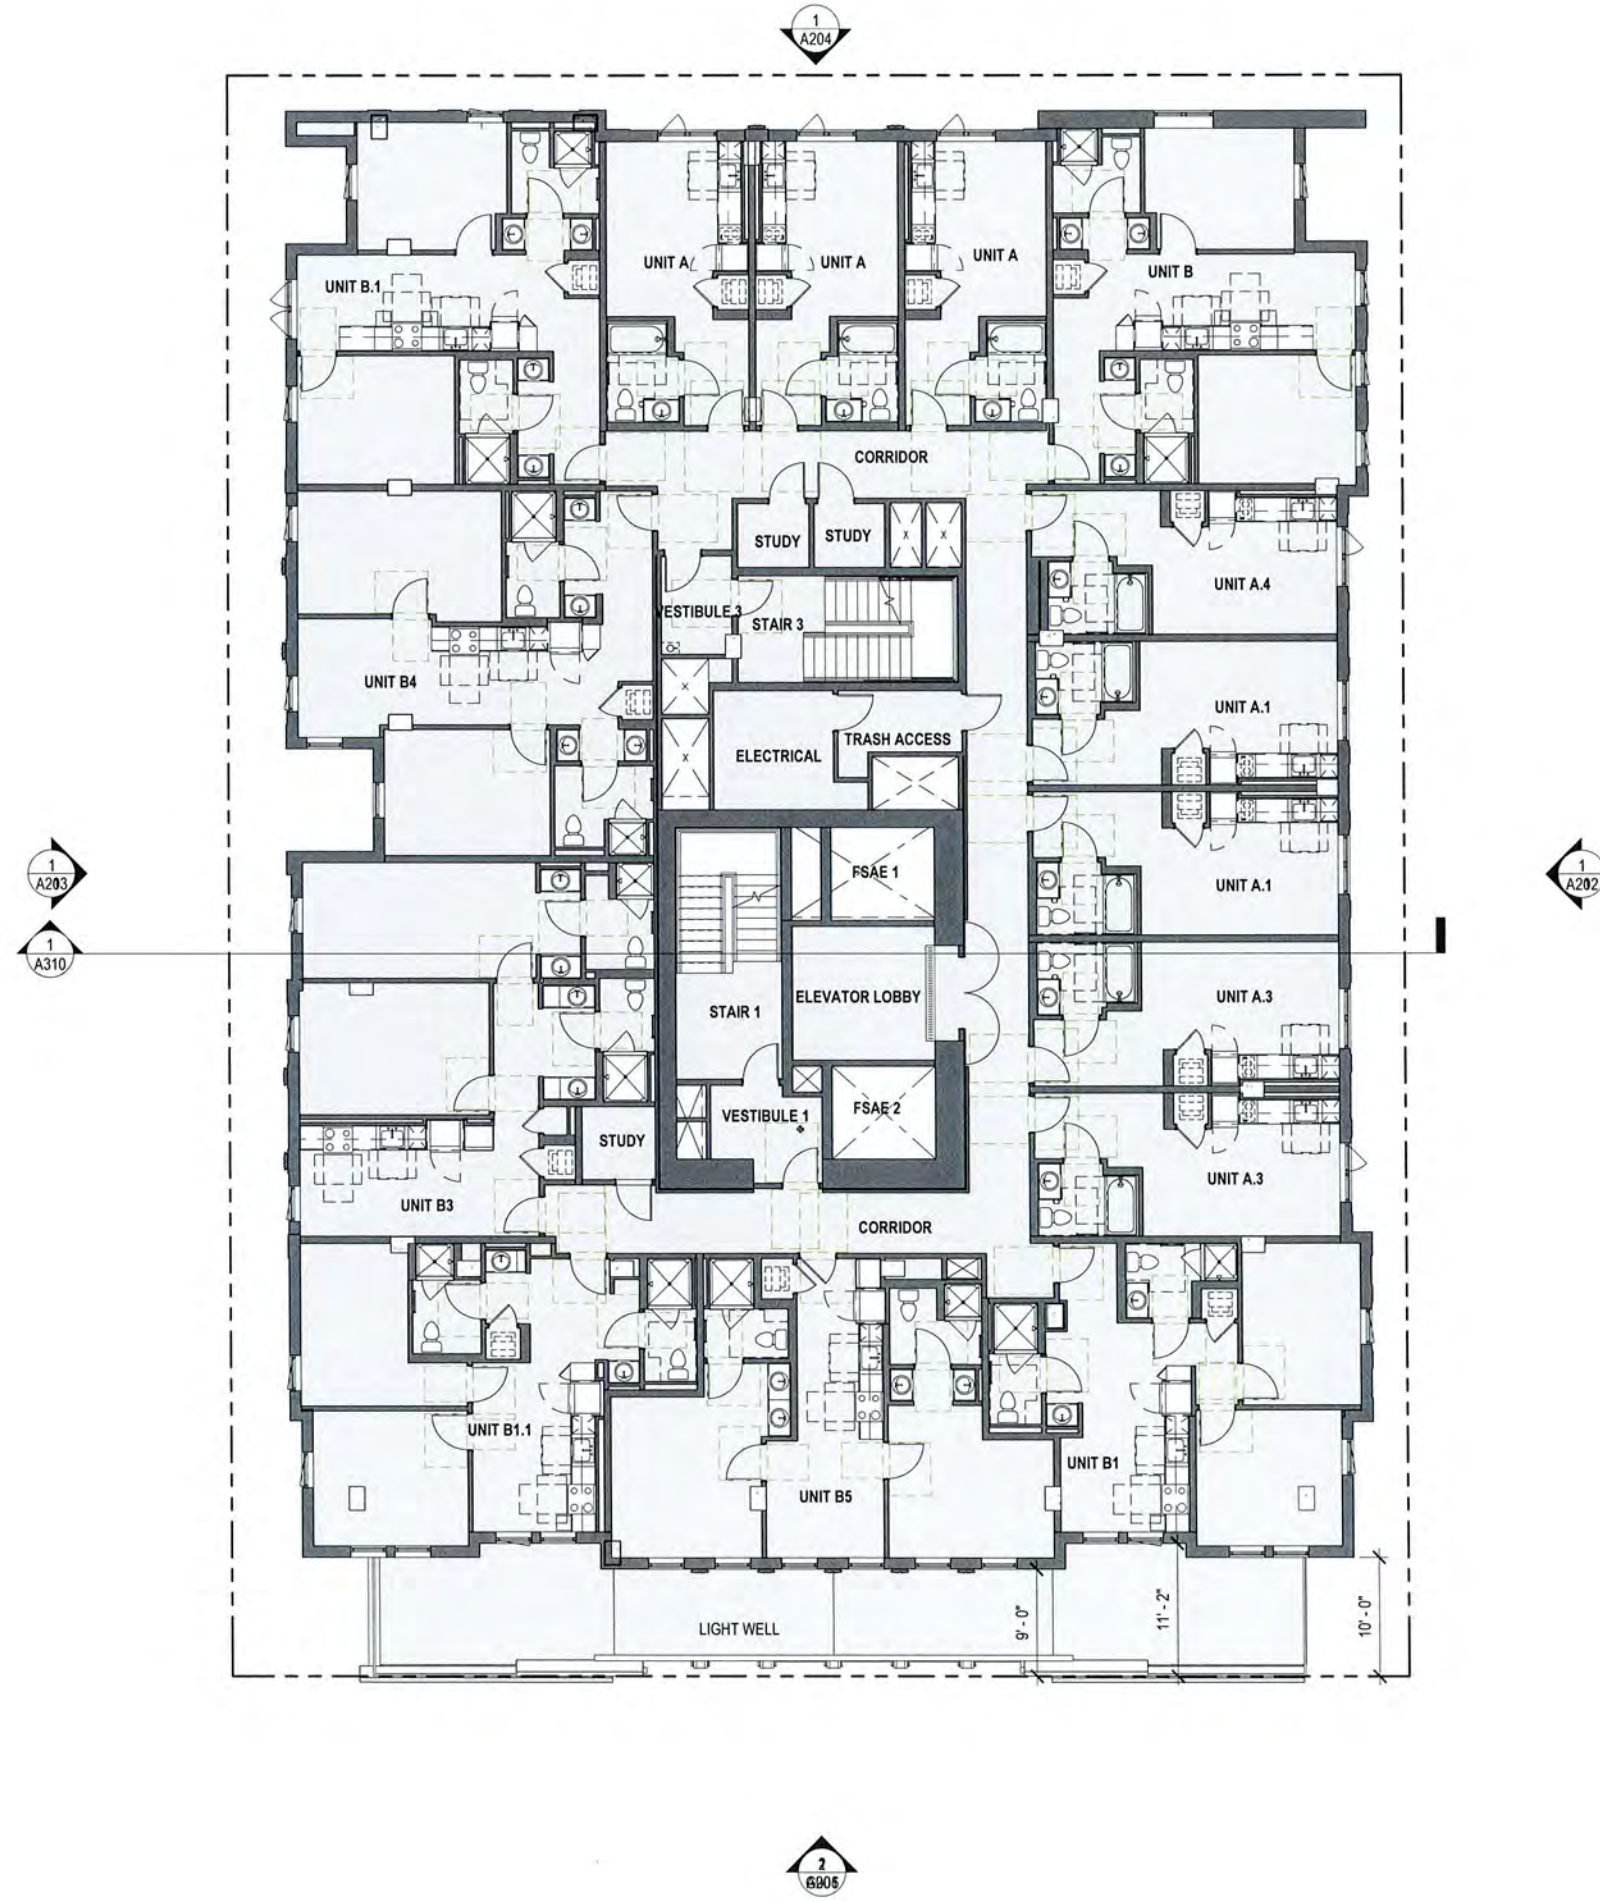 1
A204
UNIT A
UNIT A
UNIT A
UNIT B
UNIT B.1
CORRIDOR
STUDY
STUDY
X
X
UNIT A.4
VESTIBULE 3
STAIR 3
UNIT B4
X
UNIT A.1
TRASH ACCESS
ELECTRICAL
X
1
A203
FSAE 1
1
A202
UNIT A.1
1
A310
ELEVATOR LOBBY
UNIT A.3
STAIR 1
VESTIBULE 1
FSAE 2
STUDY
UNIT A.3
UNIT B3
CORRIDOR
UNIT B1.1
UNIT B1
UNIT B5
LIGHT WELL
9' - 0"
11' - 2"
10' - 0"